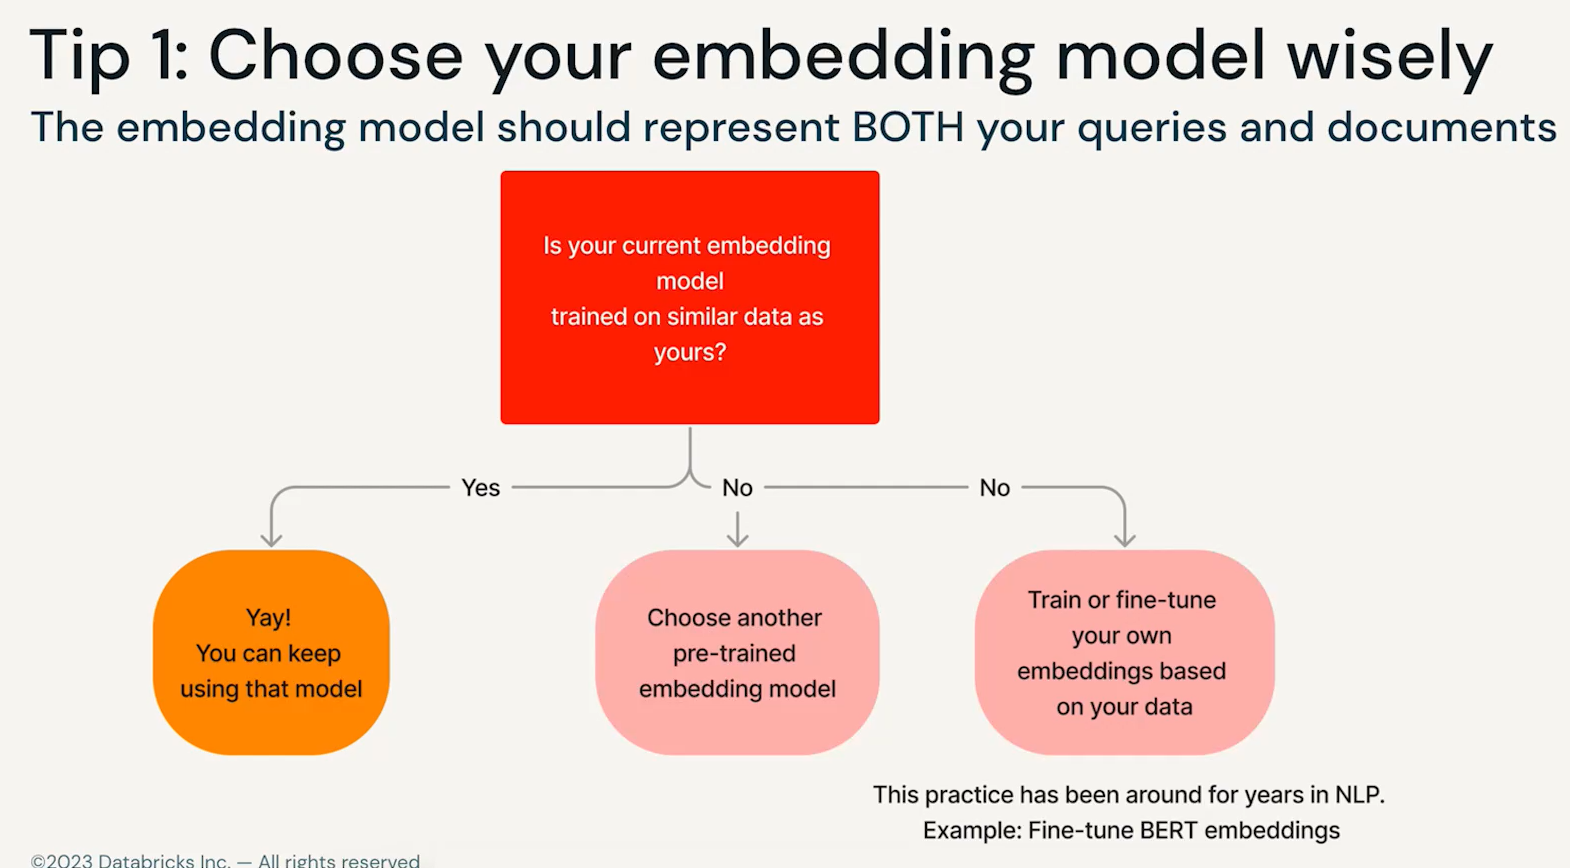 Tip 1: Choose your embedding model wisely
The embedding model should represent BOTH your queries and documents
Is your current embedding
model
trained on similar data as
yours?
Yes
No
No
Yay!
You can keep
using that model
Choose another
pre-trained
embedding model
Train or fine-tune
your own
embeddings based
on your data
This practice has been around for years in NLP.
Example: Fine-tune BERT embeddings
©2023 Databricks Inc. — All rights reserved